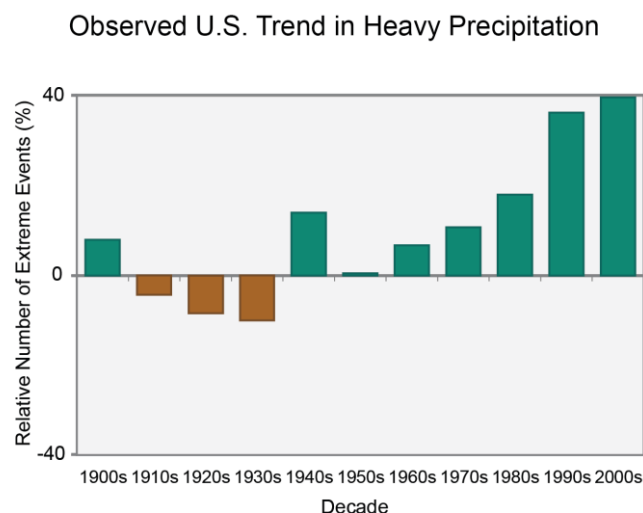 Observed U.S. Trend in Heavy Precipitation
Relative Number of Extreme Events (%)
40
0
-40
1900s 1910s 1920s 1930s 1940s 1950s 1960s 1970s 1980s 1990s 2000s
Decade